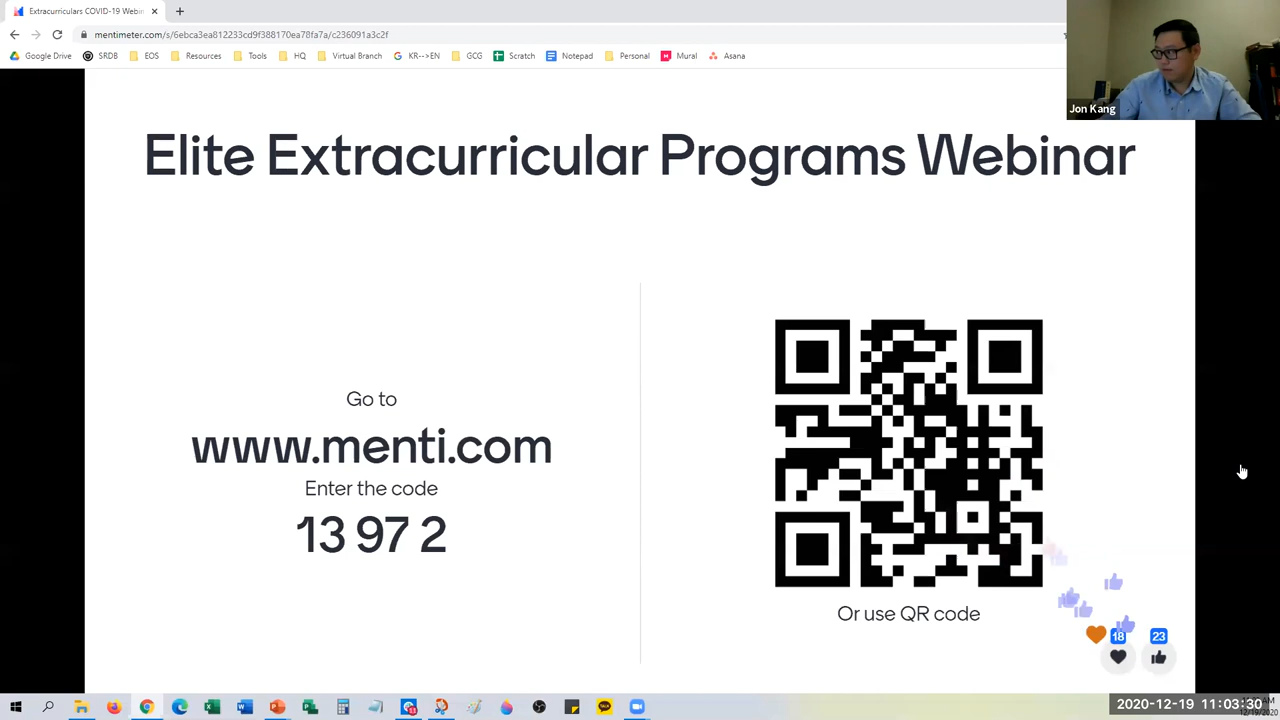 Extracurriculars COVID-19 Webin
mentimeter.com/s/6ebca3ea812233cd9f388170ea78fa7a/c236091a3c2f
Google Drive SRDB EOS Resources Tools HQ Virtual Branch KR-->EN GCG Scratch Notepad Personal Mural Asana
Jon Kang
Elite Extracurricular Programs Webinar
Go to
www.menti.com
Enter the code
13 97 2
Or use QR code
18 23
2020-12-19 11:03:30